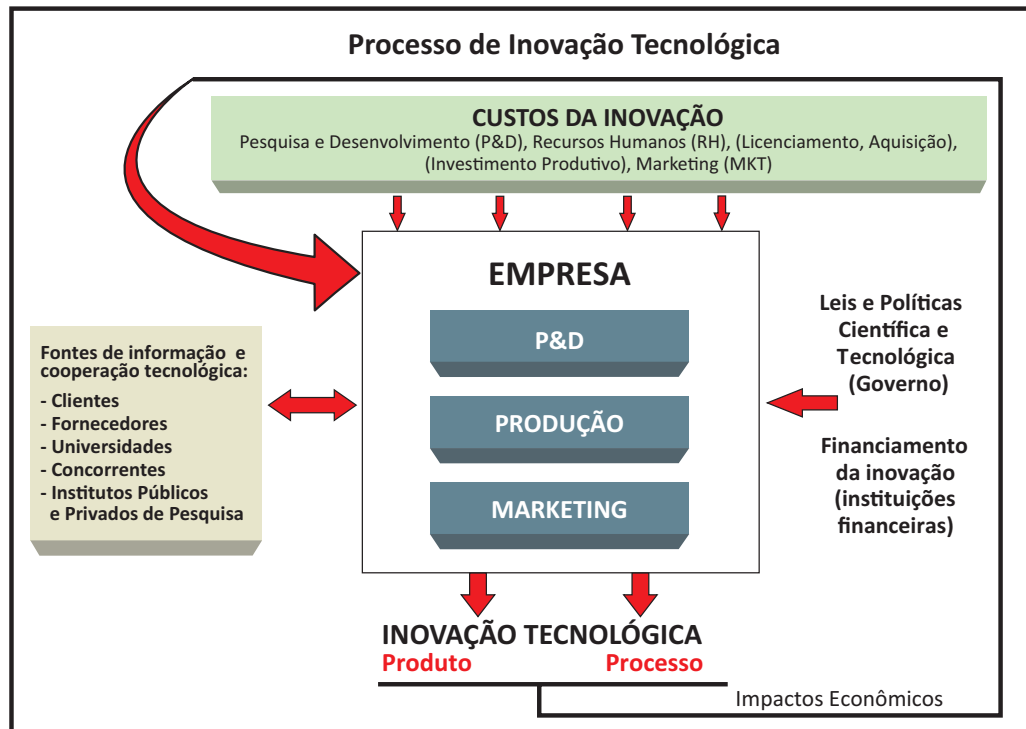 Processo de Inovação Tecnológica
CUSTOS DA INOVAÇÃO
Pesquisa e Desenvolvimento (P&D), Recursos Humanos (RH), (Licenciamento, Aquisição),
(Investimento Produtivo), Marketing (MKT)
EMPRESA
P&D
PRODUÇÃO
MARKETING
Fontes de informação e
cooperação tecnológica:
- Clientes
- Fornecedores
- Universidades
- Concorrentes
- Institutos Públicos
e Privados de Pesquisa
Leis e Políticas
Científica e
Tecnológica
(Governo)
Financiamento
da inovação
(instituições
financeiras)
INOVAÇÃO TECNOLÓGICA
Produto Processo
Impactos Econômicos